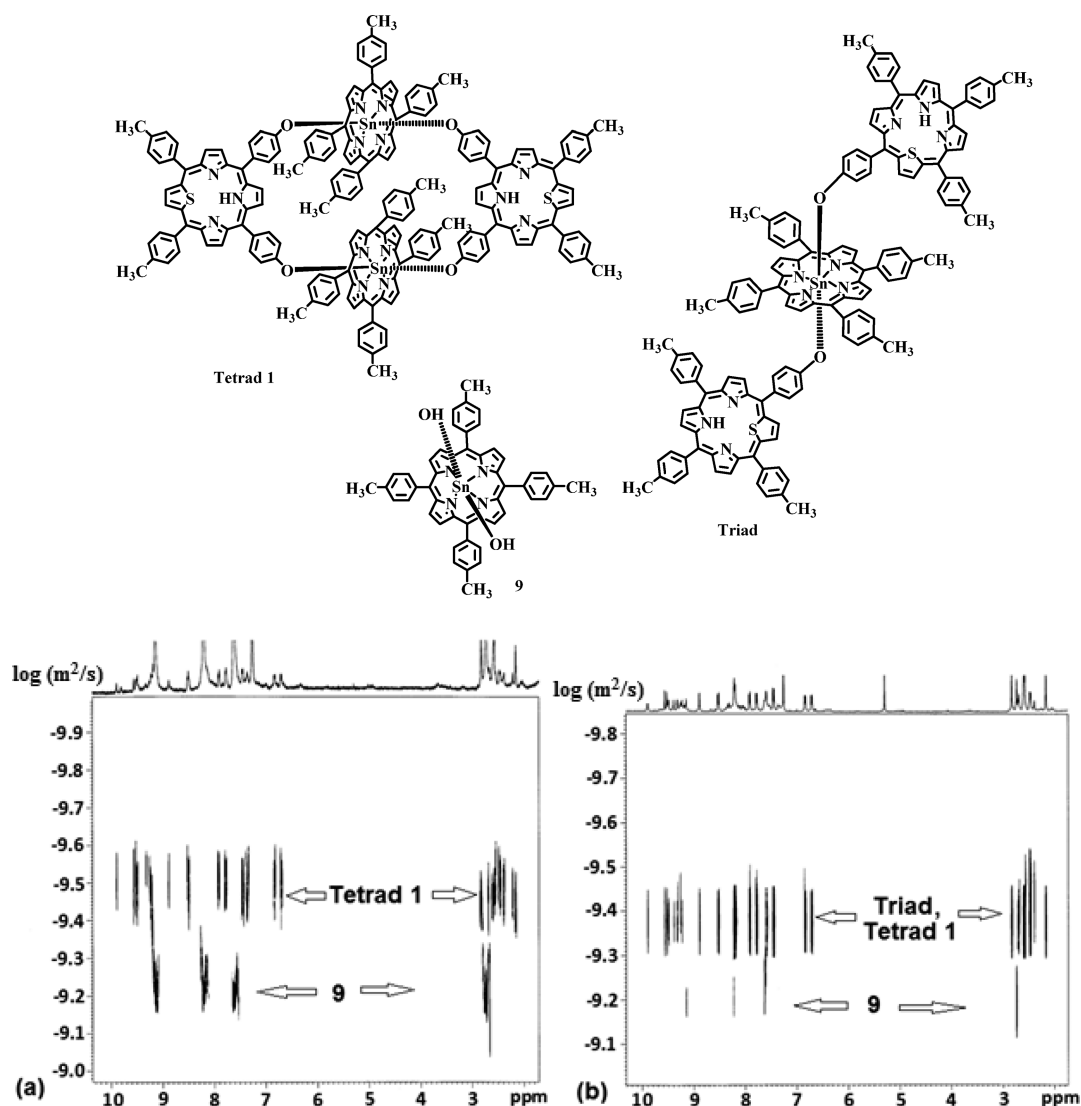 CH₃
H₃C
CH₃
N
N
Sn
N
N
O
O
H₃C
H₃C
H₃C
CH₃
N
S
HN
N
N
NH
S
N
CH₃
H₃C
CH₃
N
N
Sn
N
N
O
O
H₃C
H₃C
CH₃
CH₃
Tetrad 1
H₃C
CH₃
N
N
H
N
S
CH₃
O
H₃C
CH₃
N
N
Sn
N
N
H₃C
CH₃
O
H₃C
N
NH
S
N
H₃C
CH₃
Triad
CH₃
OH
N
N
Sn
N
N
H₃C
CH₃
OH
CH₃
9
log (m²/s)
-9.9
-9.8
-9.7
-9.6
-9.5
-9.4
-9.3
-9.2
-9.1
-9.0
Tetrad 1
9
(a)
10 9 8 7 6 5 4 3 ppm
log (m²/s)
-9.8
-9.7
-9.6
-9.5
-9.4
-9.3
-9.2
-9.1
Triad,
Tetrad 1
9
(b)
10 9 8 7 6 5 4 3 ppm